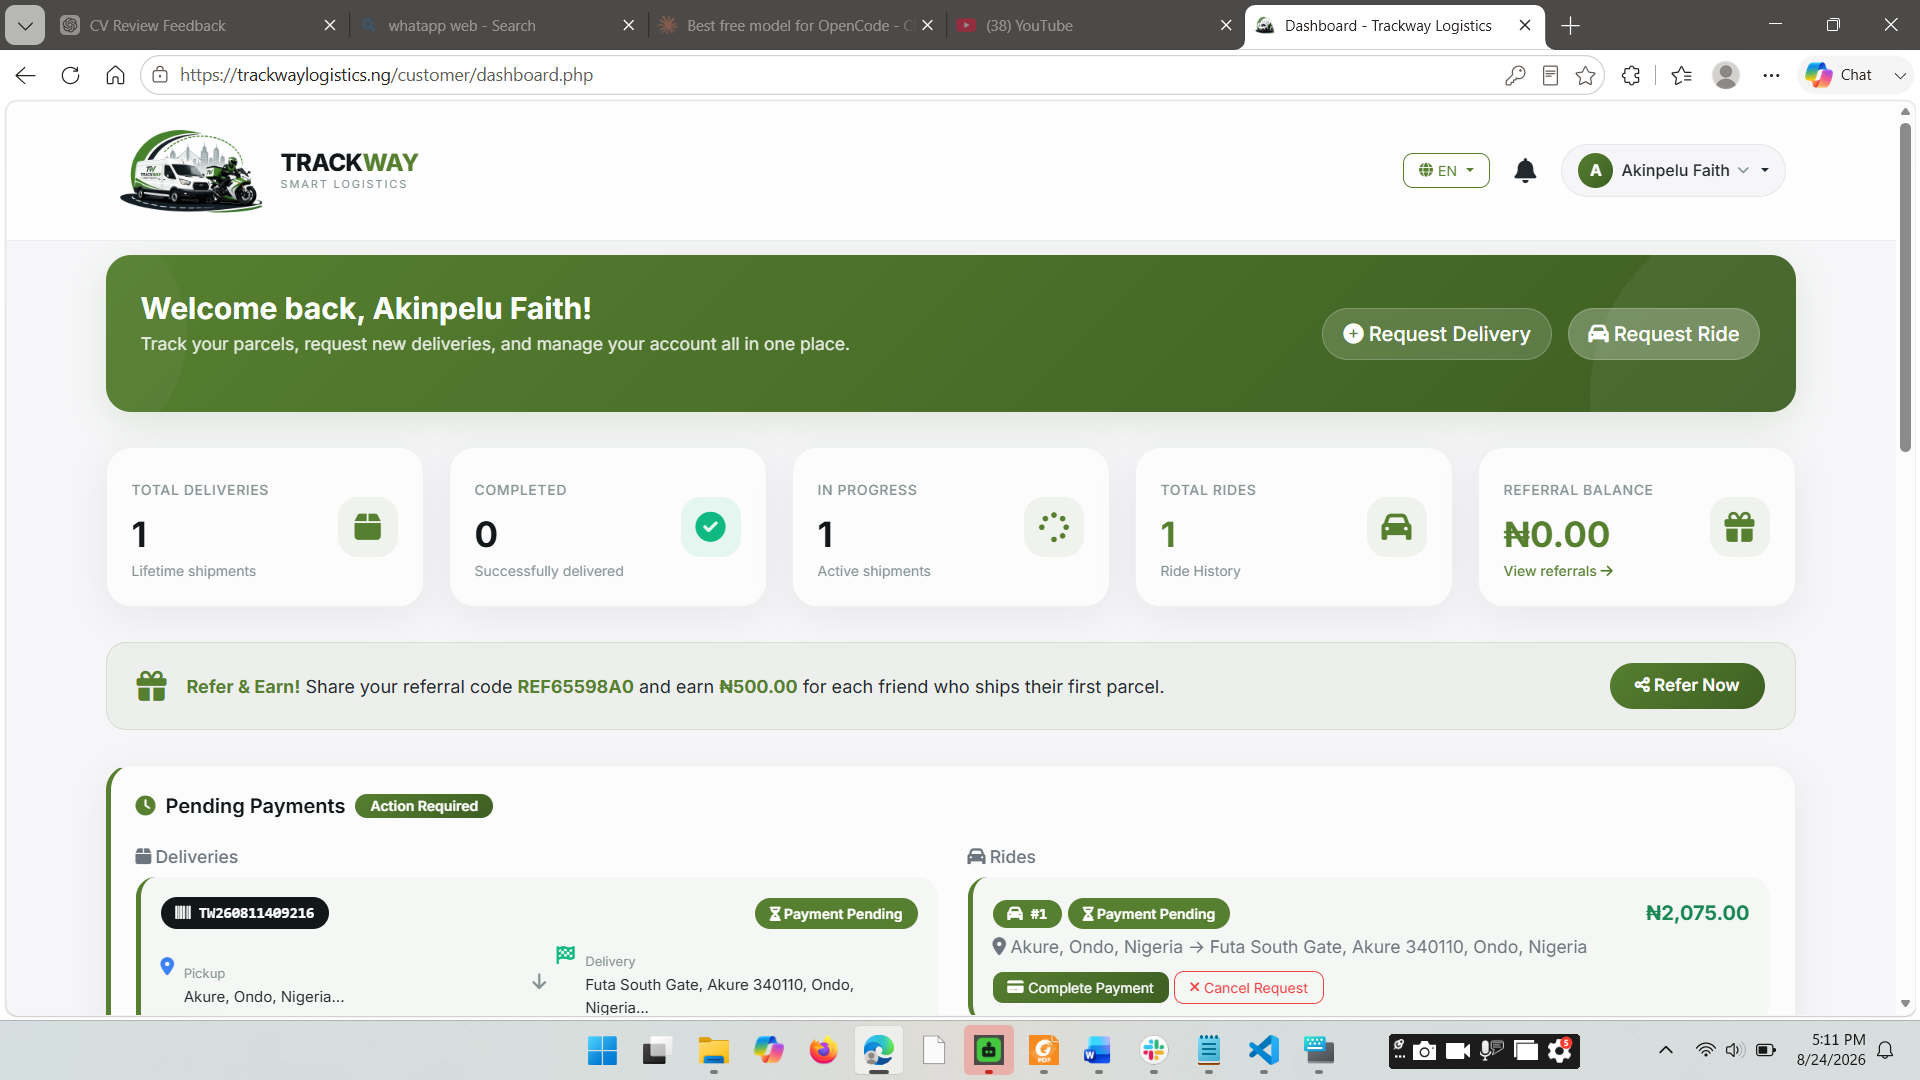 CV Review Feedback
whatapp web - Search
Best free model for OpenCode - C
(38) YouTube
Dashboard - Trackway Logistics
https://trackwaylogistics.ng/customer/dashboard.php
Chat
TRACKWAY
SMART LOGISTICS
EN
A
Akinpelu Faith
Welcome back, Akinpelu Faith!
Track your parcels, request new deliveries, and manage your account all in one place.
Request Delivery
Request Ride
TOTAL DELIVERIES
1
Lifetime shipments
COMPLETED
0
Successfully delivered
IN PROGRESS
1
Active shipments
TOTAL RIDES
1
Ride History
REFERRAL BALANCE
₦0.00
View referrals →
Refer & Earn! Share your referral code REF65598A0 and earn ₦500.00 for each friend who ships their first parcel.
Refer Now
Pending Payments
Action Required
Deliveries
TW260811409216
Payment Pending
Pickup
Akure, Ondo, Nigeria...
Delivery
Futa South Gate, Akure 340110, Ondo,
Nigeria...
Rides
#1
Payment Pending
₦2,075.00
Akure, Ondo, Nigeria → Futa South Gate, Akure 340110, Ondo, Nigeria
Complete Payment
Cancel Request
5
5:11 PM
8/24/2026